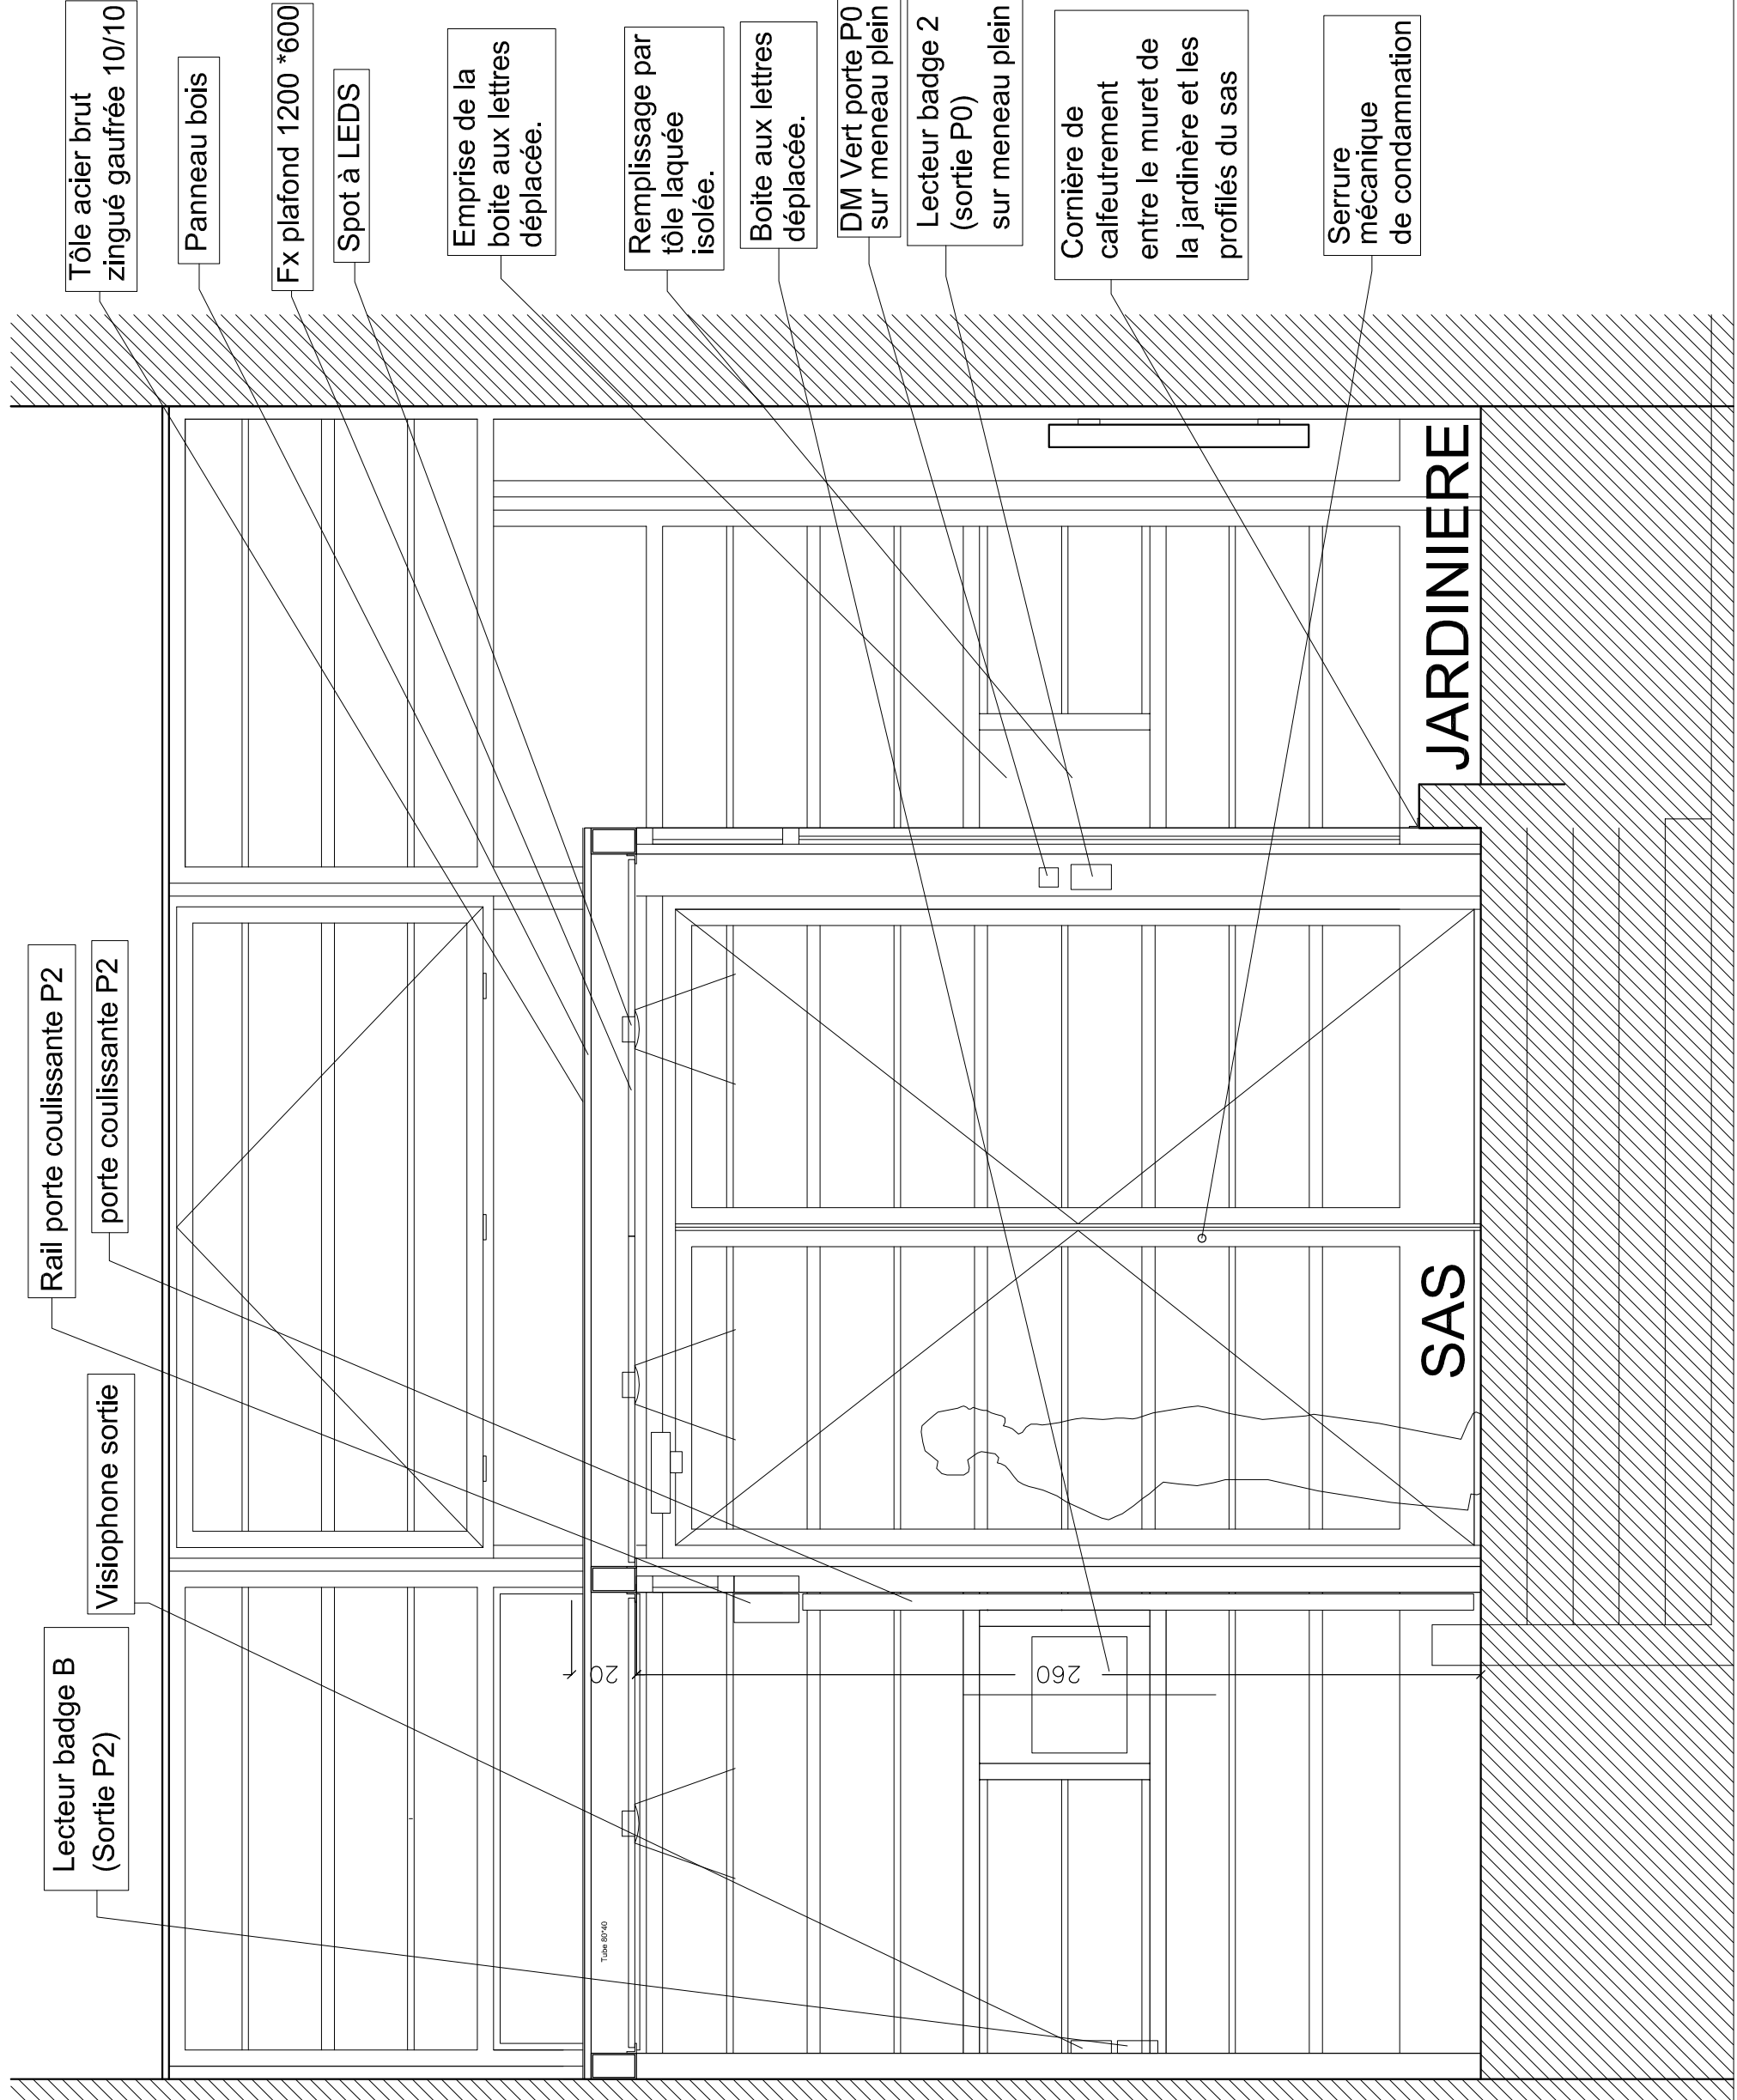 Lecteur badge B
(Sortie P2)
Visiophone sortie
Rail porte coulissante P2
porte coulissante P2
Tôle acier brut
zingué gaufrée 10/10
Panneau bois
Fx plafond 1200 *600
Spot à LEDS
Emprise de la
boite aux lettres
déplacée.
Remplissage par
tôle laquée
isolée.
Boite aux lettres
déplacée.
DM Vert porte P0
sur meneau plein
Lecteur badge 2
(sortie P0)
sur meneau plein
Cornière de
calfeutrement
entre le muret de
la jardinère et les
profilés du sas
Serrure
mécanique
de condamnation
Tube 80*40
20
260
SAS
JARDINIERE